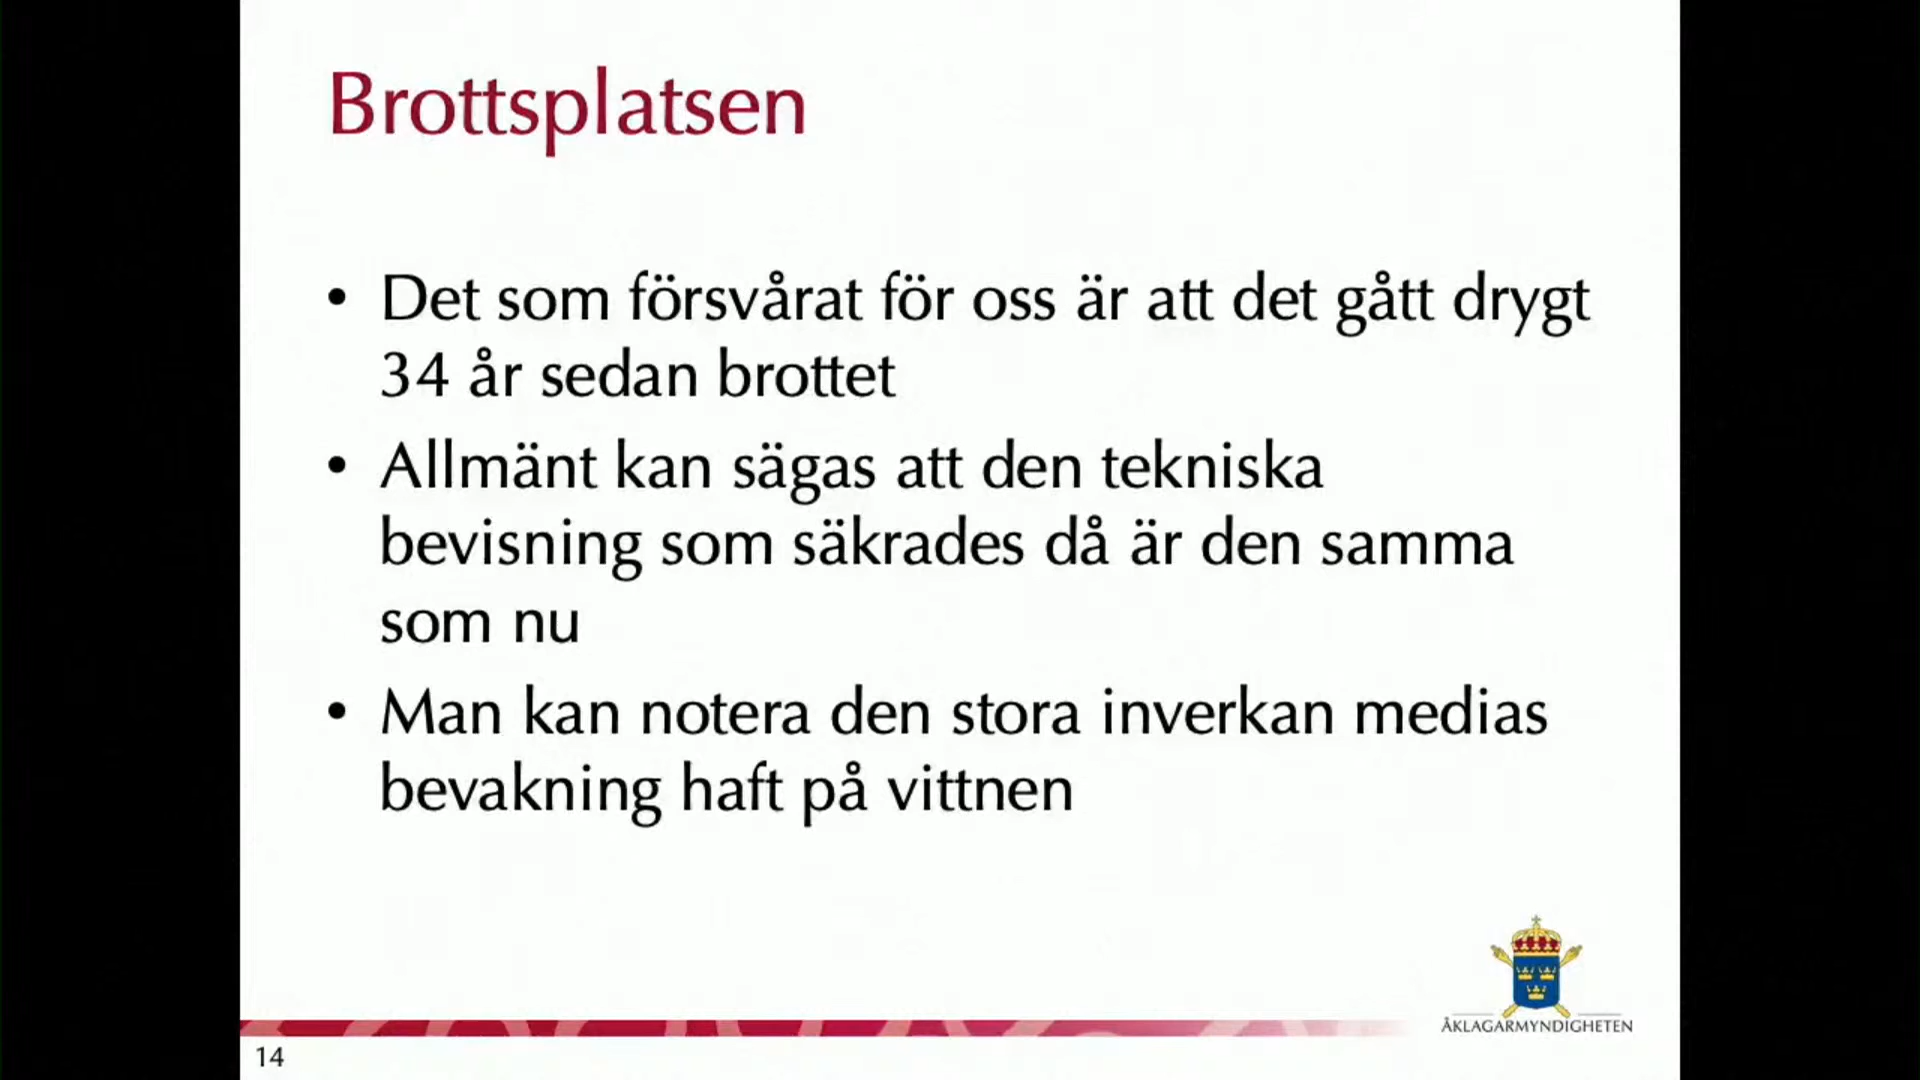 Brottsplatsen
• Det som försvårat för oss är att det gått drygt
34 år sedan brottet
• Allmänt kan sägas att den tekniska
bevisning som säkrades då är den samma
som nu
• Man kan notera den stora inverkan medias
bevakning haft på vittnen
ÅKLAGARMYNDIGHETEN
14